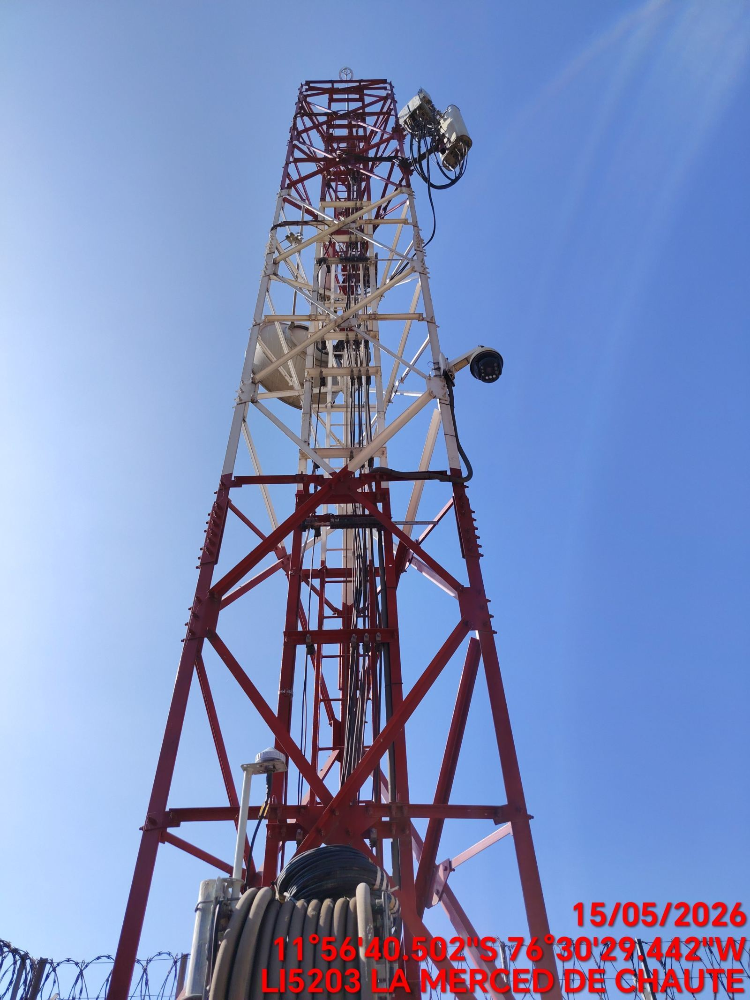 15/05/2026
11°56'40.502"S 76°30'29.442"W
LI5203 LA MERCED DE CHAUTE